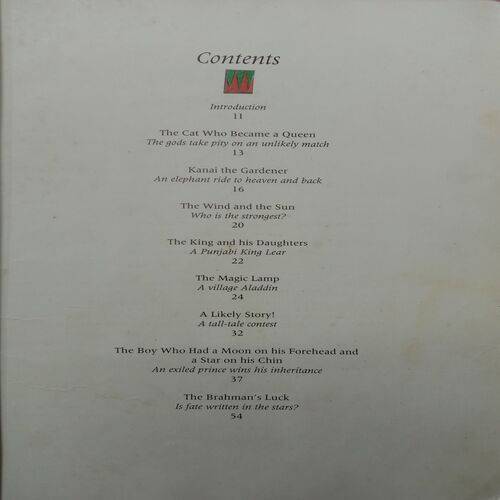 Contents
Introduction
11
The Cat Who Became a Queen
The gods take pity on an unlikely match
13
Kanai the Gardener
An elephant ride to heaven and back
16
The Wind and the Sun
Who is the strongest?
20
The King and his Daughters
A Punjabi King Lear
22
The Magic Lamp
A village Aladdin
24
A Likely Story!
A tall-tale contest
32
The Boy Who Had a Moon on his Forehead and
a Star on his Chin
An exiled prince wins his inheritance
37
The Brahman's Luck
Is fate written in the stars?
54